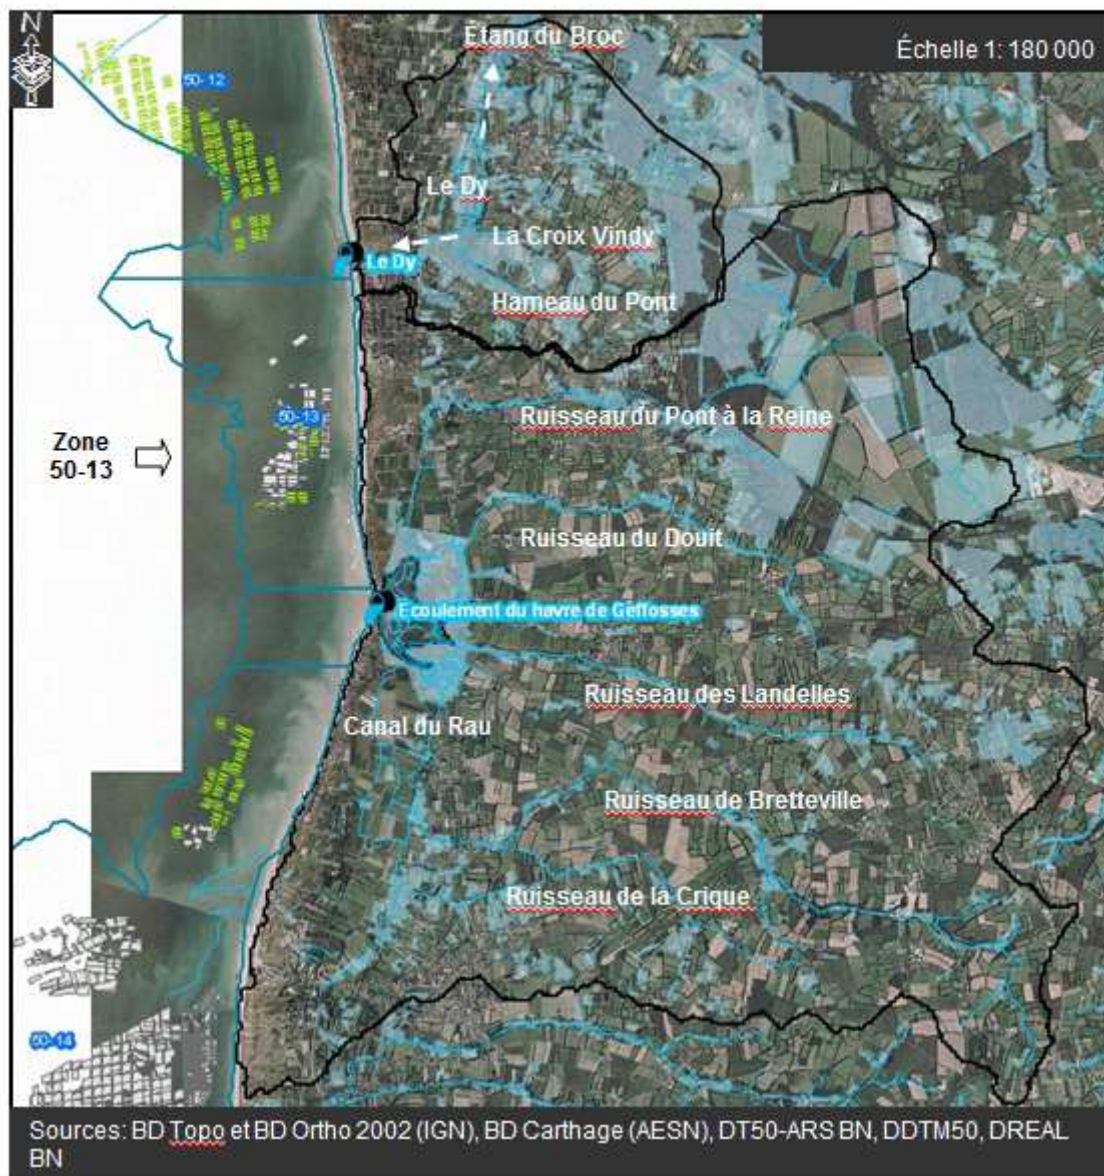 N
Étang du Broc
Échelle 1: 180 000
50-12
Le Dy
La Croix Vindy
Le Dy
Hameau du Pont
50-13
Ruisseau du Pont à la Reine
Zone
50-13
Ruisseau du Douit
Ecoulement du havre de Géffosses
Ruisseau des Landelles
Canal du Rau
Ruisseau de Bretteville
Ruisseau de la Crique
50-14
Sources: BD Topo et BD Ortho 2002 (IGN), BD Carthage (AESN), DT50-ARS BN, DDTM50, DREAL
BN